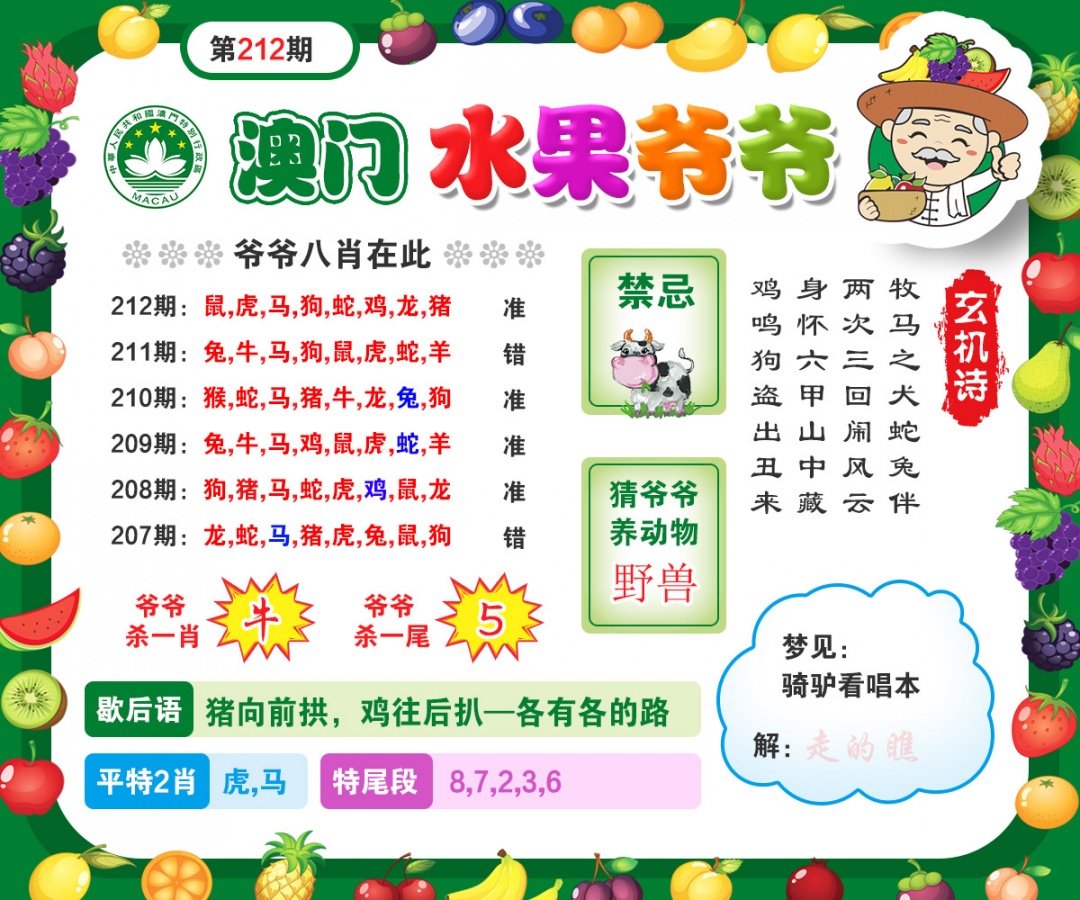 第212期
中華人民共和國澳門特別行政區
MACAU
澳门
水果爷爷
爷爷八肖在此
212期：鼠,虎,马,狗,蛇,鸡,龙,猪 准
211期：兔,牛,马,狗,鼠,虎,蛇,羊 错
210期：猴,蛇,马,猪,牛,龙,兔,狗 准
209期：兔,牛,马,鸡,鼠,虎,蛇,羊 准
208期：狗,猪,马,蛇,虎,鸡,鼠,龙 准
207期：龙,蛇,马,猪,虎,兔,鼠,狗 错
爷爷
杀一肖
牛
爷爷
杀一尾
5
禁忌
猜爷爷
养动物
野兽
玄机诗
牧马之犬蛇兔伴
两次三回闹风云
身怀六甲山中藏
鸡鸣狗盗出丑来
歇后语
猪向前拱，鸡往后扒—各有各的路
平特2肖
虎,马
特尾段
8,7,2,3,6
梦见：
骑驴看唱本
解：走的瞧